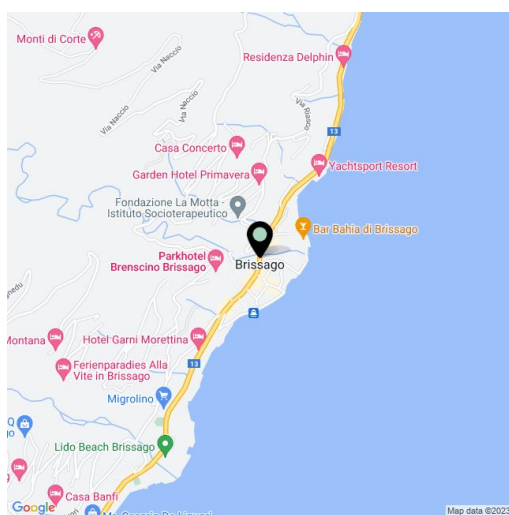 Monti di Corte
Via Naccio
Via Naccio
Via Naccio
Residenza Delphin
Via Riasco
13
Casa Concerto
Yachtsport Resort
Garden Hotel Primavera
Fondazione La Motta -
Istituto Socioterapeutico
Bar Bahia di Brissago
Parkhotel
Brenscino Brissago
Brissago
Montana
Hotel Garni Morettina
13
Ferienparadies Alla
Vite in Brissago
Migrolino
Lido Beach Brissago
Casa Banfi
Google
Map data ©2023